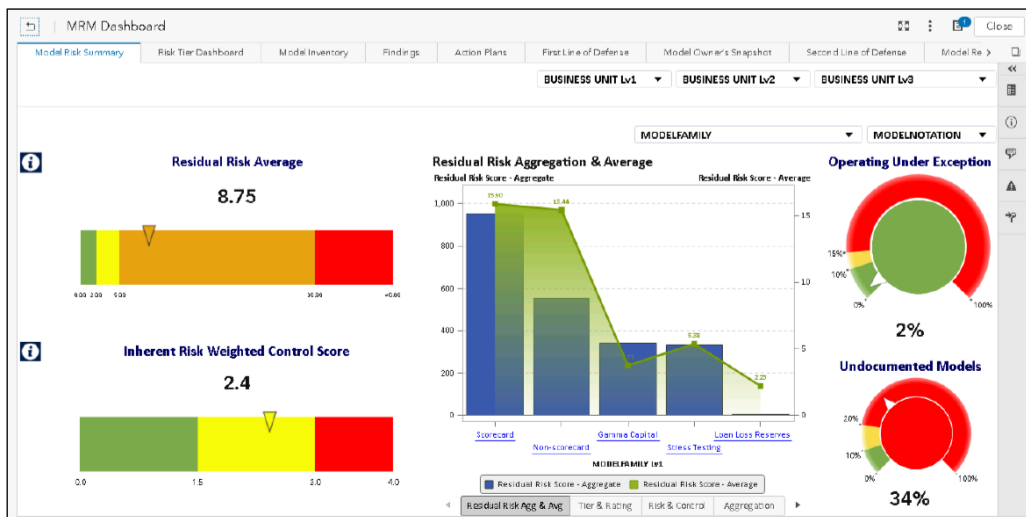 MRM Dashboard
1
Close
Model Risk Summary
Risk Tier Dashboard
Model Inventory
Findings
Action Plans
First Line of Defense
Model Owner's Snapshot
Second Line of Defense
Model Re >
BUSINESS UNIT Lv1
BUSINESS UNIT Lv2
BUSINESS UNIT Lv3
MODELFAMILY
MODELNOTATION
Residual Risk Average
8.75
Inherent Risk Weighted Control Score
2.4
0.0 1.5 3.0 4.0
Residual Risk Aggregation & Average
Residual Risk Score - Aggregate
Residual Risk Score - Average
1,000
800
600
400
200
0
15
10
5
0
5.38
2.25
Scorecard
Non-scorecard
Gamma Capital
Stress Testing
Loan Loss Reserves
MODELFAMILY Lv1
Residual Risk Score - Aggregate
Residual Risk Score - Average
Residual Risk Agg & Avg
Tier & Rating
Risk & Control
Aggregation
Operating Under Exception
15%
10%
0%
100%
2%
Undocumented Models
20%
10%
0%
100%
34%